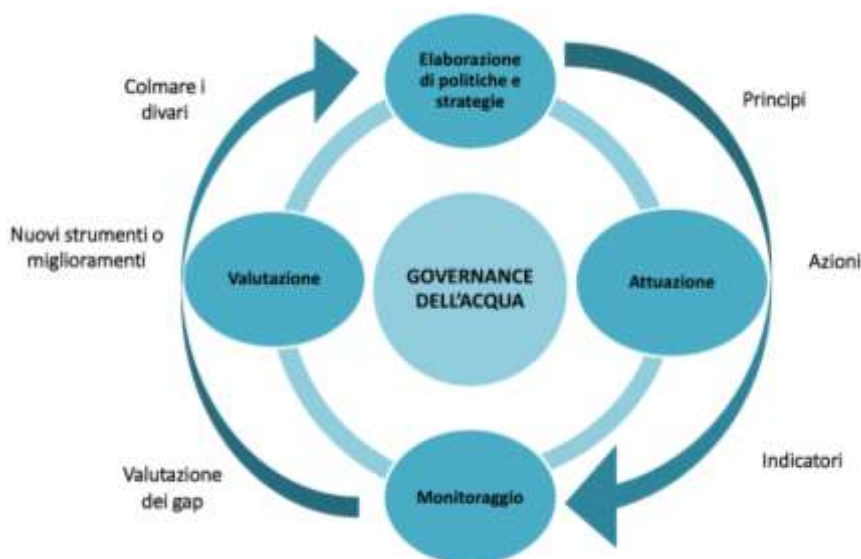 Elaborazione
di politiche e
strategie
Colmare i
divari
Principi
Nuovi strumenti o
miglioramenti
Valutazione
GOVERNANCE
DELL'ACQUA
Attuazione
Azioni
Valutazione
dei gap
Monitoraggio
Indicatori